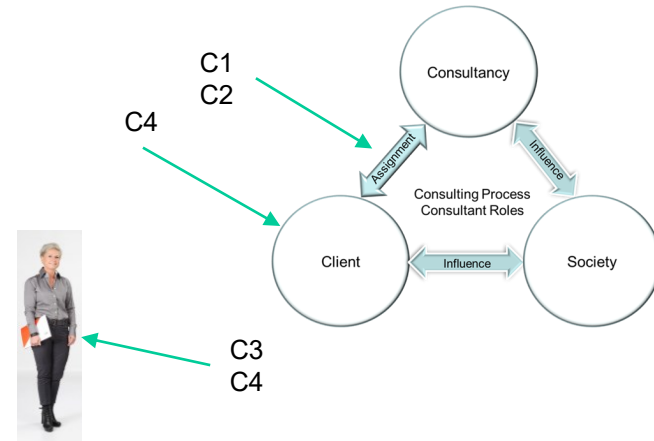 Consultancy
C1
C2
C4
Assignment
Influence
Consulting Process
Consultant Roles
Client
Influence
Society
C3
C4